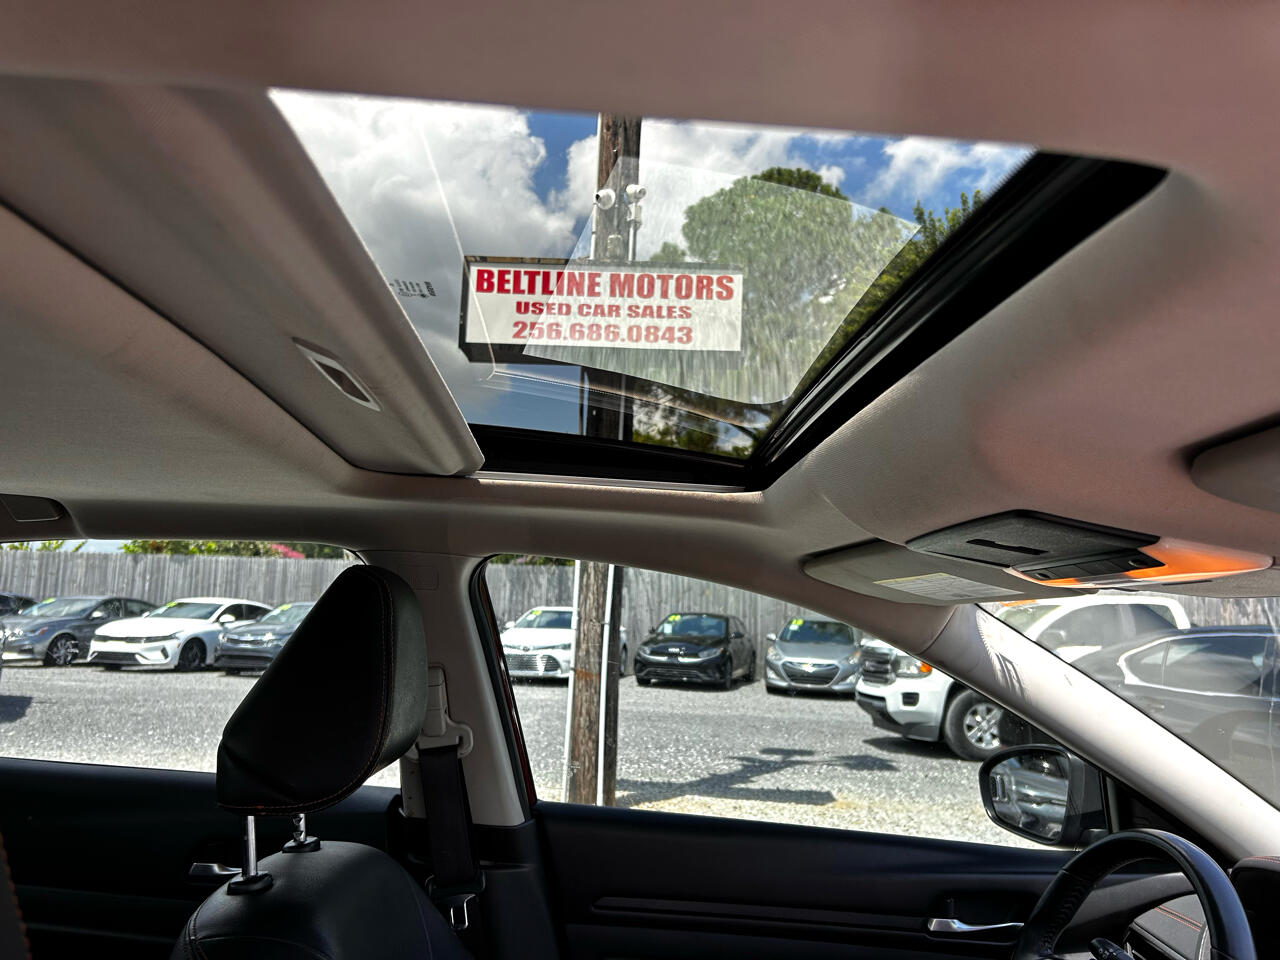 BELTLINE MOTORS
USED CAR SALES
256.686.0843